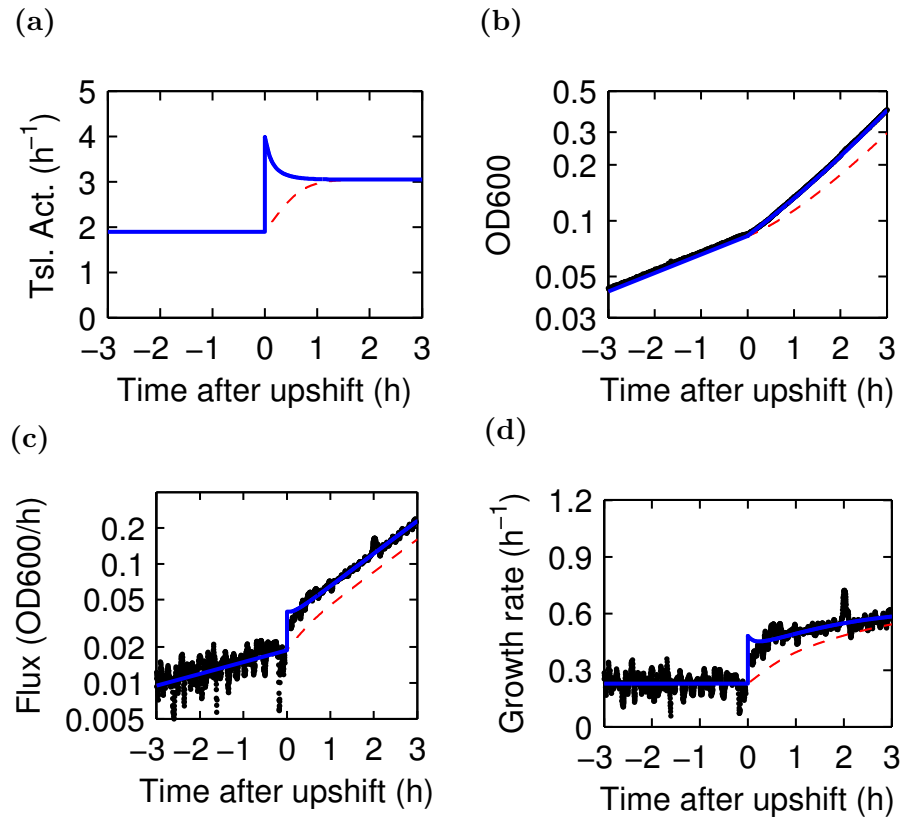 (a)
Tsl. Act. (h⁻¹)
5
4
3
2
1
0
−3 −2 −1 0 1 2 3
Time after upshift (h)
(b)
OD600
0.5
0.3
0.2
0.1
0.05
0.03
−3 −2 −1 0 1 2 3
Time after upshift (h)
(c)
Flux (OD600/h)
0.2
0.1
0.05
0.02
0.01
0.005
−3 −2 −1 0 1 2 3
Time after upshift (h)
(d)
Growth rate (h⁻¹)
1.2
0.9
0.6
0.3
0
−3 −2 −1 0 1 2 3
Time after upshift (h)